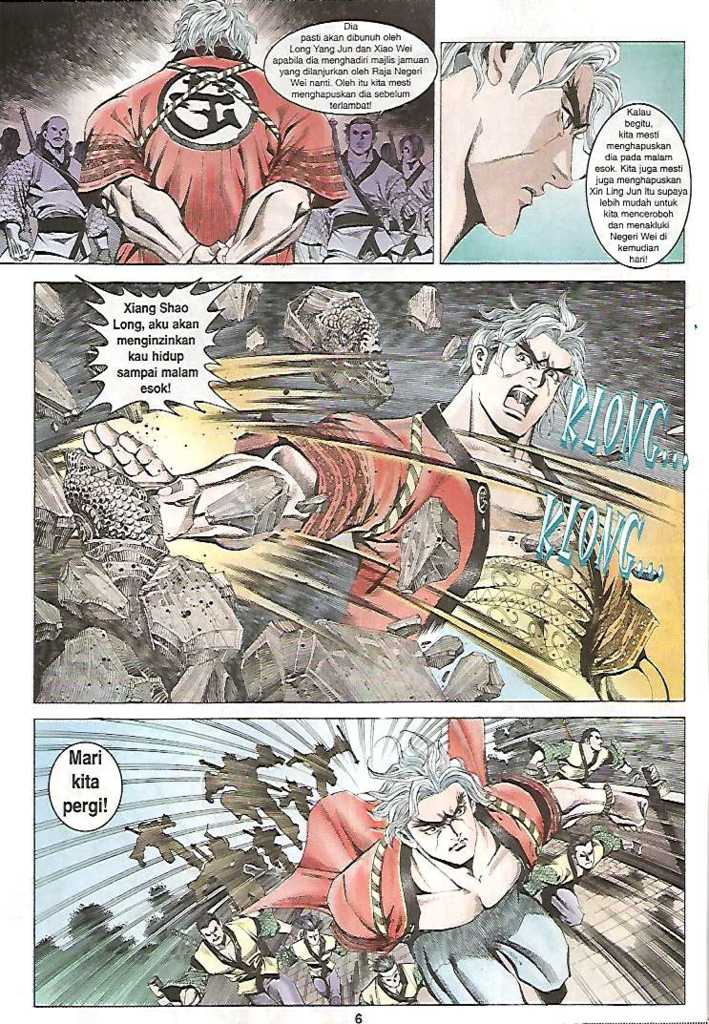 Dia
pasti akan dibunuh oleh
Long Yang Jun dan Xiao Wei
apabila dia menghadiri majlis jamuan
yang dilanjurkan oleh Raja Negeri
Wei nanti. Oleh itu kita mesti
menghapuskan dia sebelum
terlambat!
Kalau
begitu,
kita mesti
menghapuskan
dia pada malam
esok. Kita juga mesti
menghapuskan juga
Xin Ling Jun itu supaya
lebih mudah untuk
kita menceroboh
dan menakluki
Negeri Wei di
kemudian
hari!
Xiang Shao
Long, aku akan
menginzinkan
kau hidup
sampai malam
esok!
KLONG...
KLONG...
Mari
kita
pergi!
6